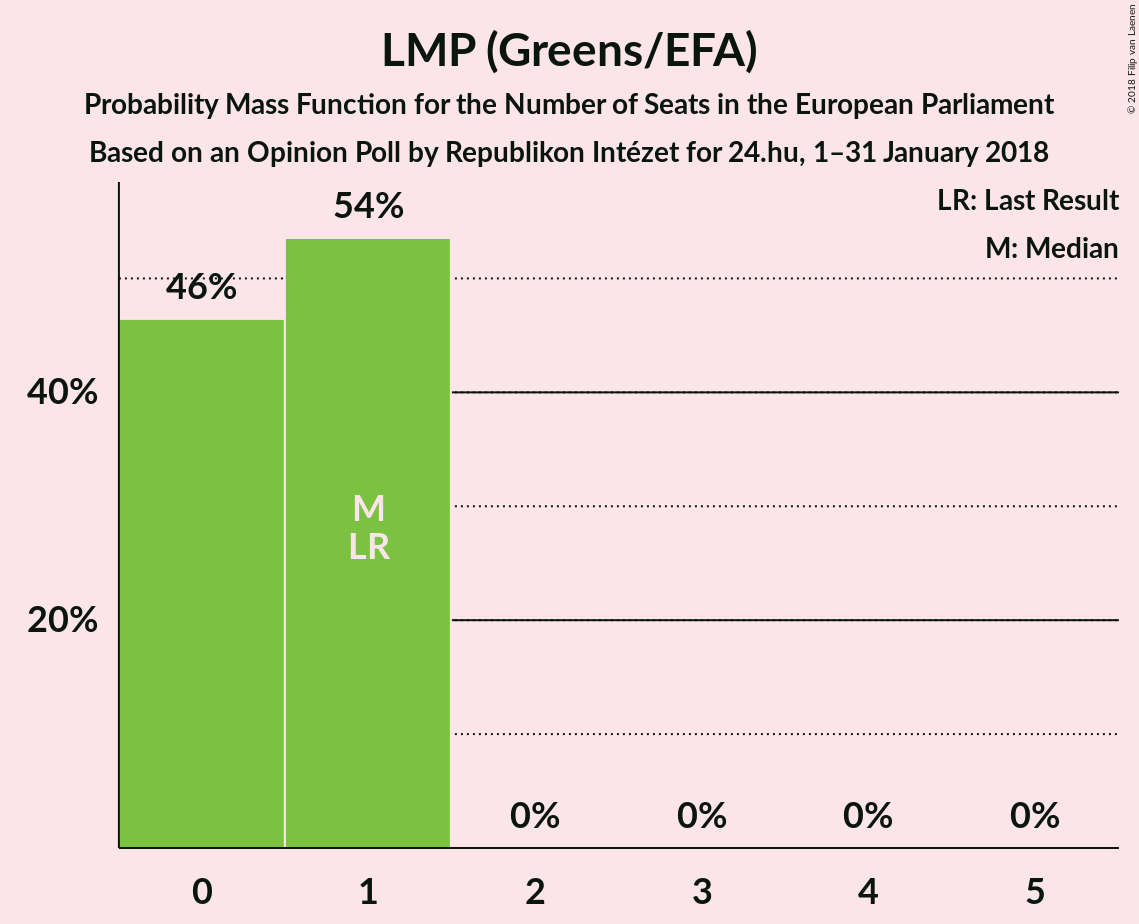 LMP (Greens/EFA)
Probability Mass Function for the Number of Seats in the European Parliament
Based on an Opinion Poll by Republikon Intézet for 24.hu, 1–31 January 2018
© 2018 Filip van Laenen
LR: Last Result
M: Median
54%
46%
40%
20%
M
LR
0%
0%
0%
0%
0
1
2
3
4
5